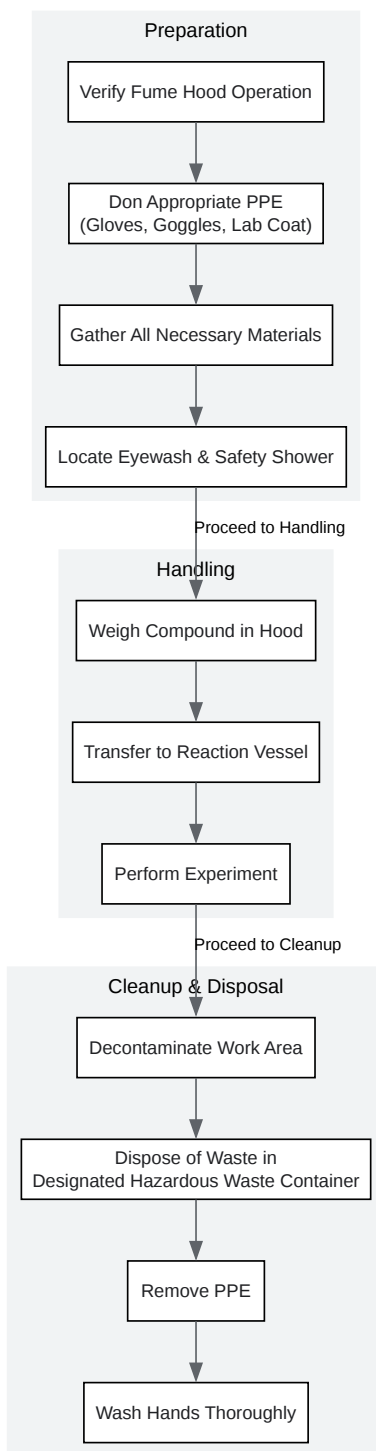 Preparation
Verify Fume Hood Operation
Don Appropriate PPE
(Gloves, Goggles, Lab Coat)
Gather All Necessary Materials
Locate Eyewash & Safety Shower
Proceed to Handling
Handling
Weigh Compound in Hood
Transfer to Reaction Vessel
Perform Experiment
Proceed to Cleanup
Cleanup & Disposal
Decontaminate Work Area
Dispose of Waste in
Designated Hazardous Waste Container
Remove PPE
Wash Hands Thoroughly